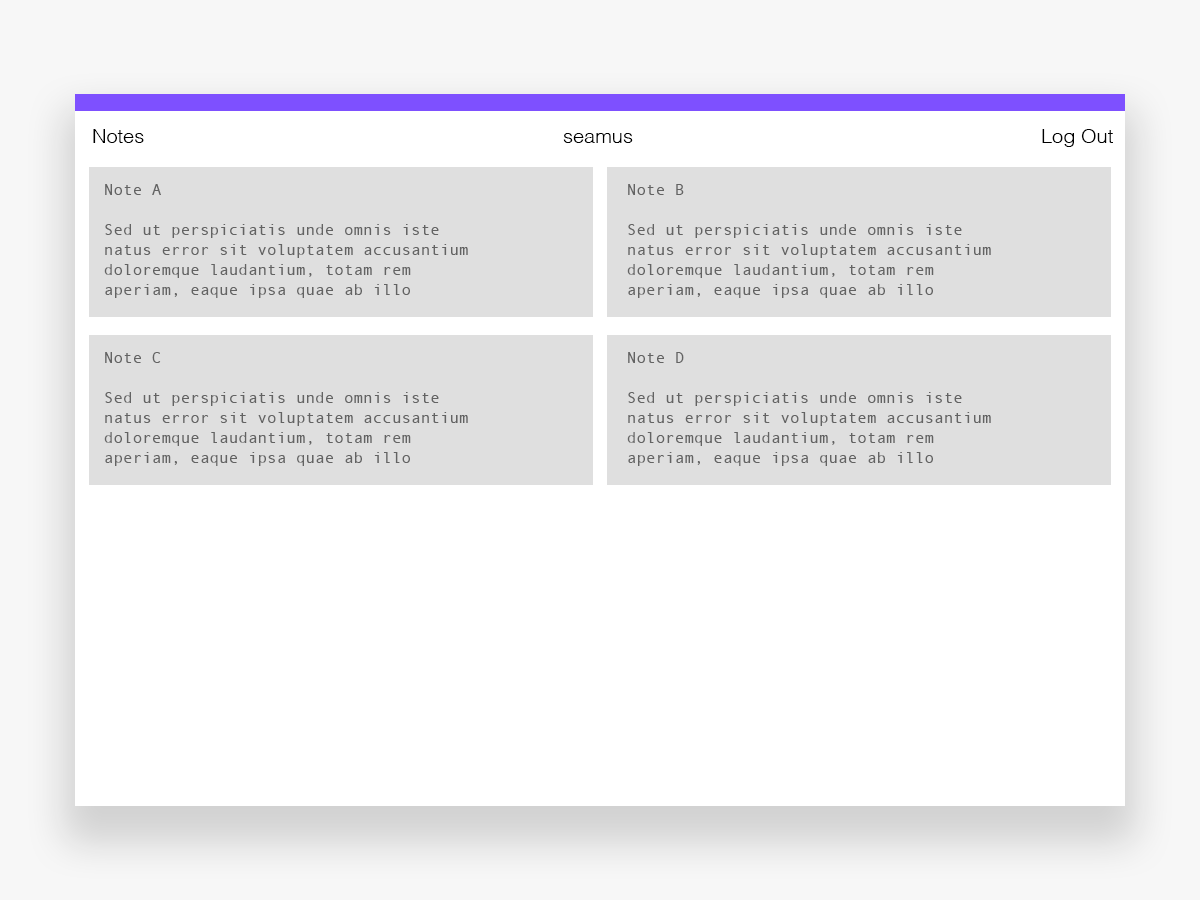 Notes
seamus
Log Out
Note A
Sed ut perspiciatis unde omnis iste
natus error sit voluptatem accusantium
doloremque laudantium, totam rem
aperiam, eaque ipsa quae ab illo
Note B
Sed ut perspiciatis unde omnis iste
natus error sit voluptatem accusantium
doloremque laudantium, totam rem
aperiam, eaque ipsa quae ab illo
Note C
Sed ut perspiciatis unde omnis iste
natus error sit voluptatem accusantium
doloremque laudantium, totam rem
aperiam, eaque ipsa quae ab illo
Note D
Sed ut perspiciatis unde omnis iste
natus error sit voluptatem accusantium
doloremque laudantium, totam rem
aperiam, eaque ipsa quae ab illo